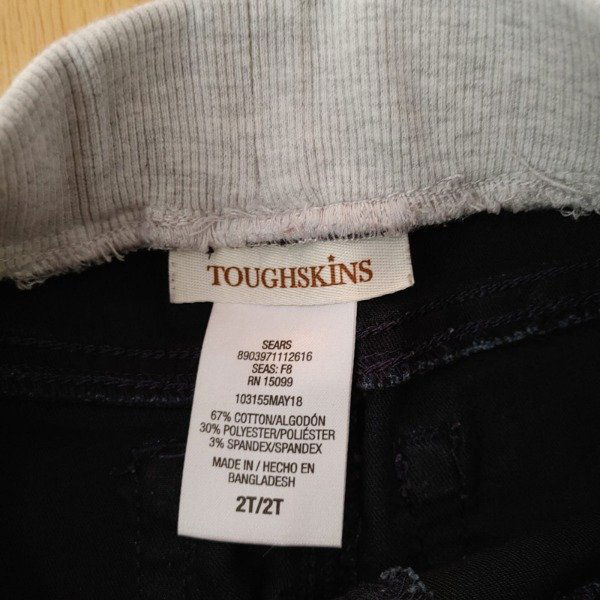 TOUGHSKINS
SEARS
8903971112616
SEAS: F8
RN 15099
103155MAY18
67% COTTON/ALGODÓN
30% POLYESTER/POLIÉSTER
3% SPANDEX/SPANDEX
MADE IN / HECHO EN
BANGLADESH
2T/2T